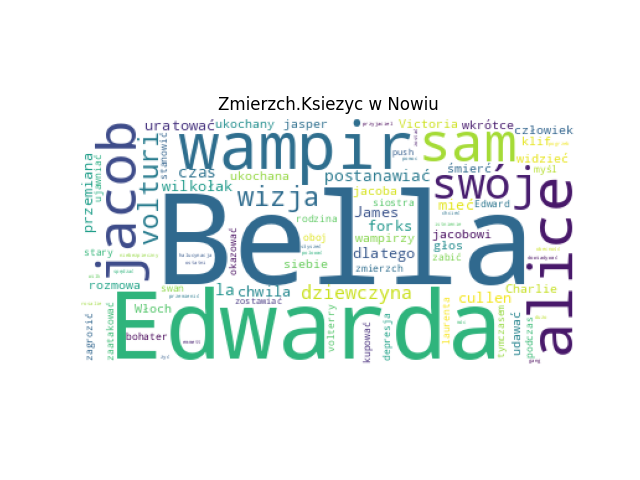 Zmierzch.Ksiezyc w Nowiu
uratować
ukochany
jasper
Victoria
wkrótce
człowiek
jacob
wampir
sam
klif
widzieć
przemiana
ujawniać
volturi
stanowić
czas
ukochana
push
śmierć
myśl
wilkołak
wizja
postanawiać
swój
alice
jacoba
siostra
mieć
Edward
James
rodzina
forks
Bella
oboj
wampirzy
jacobowi
głos
stary
okazować
siebie
dlatego
zabić
rozmowa
zmierzch
swan
la
chwila
dziewczyna
cullen
Charlie
zostawiać
Włoch
Edwarda
zagrozić
zaatakować
bohater
volterry
kupować
depresja
laurenta
tymczasem
udawać
podczas